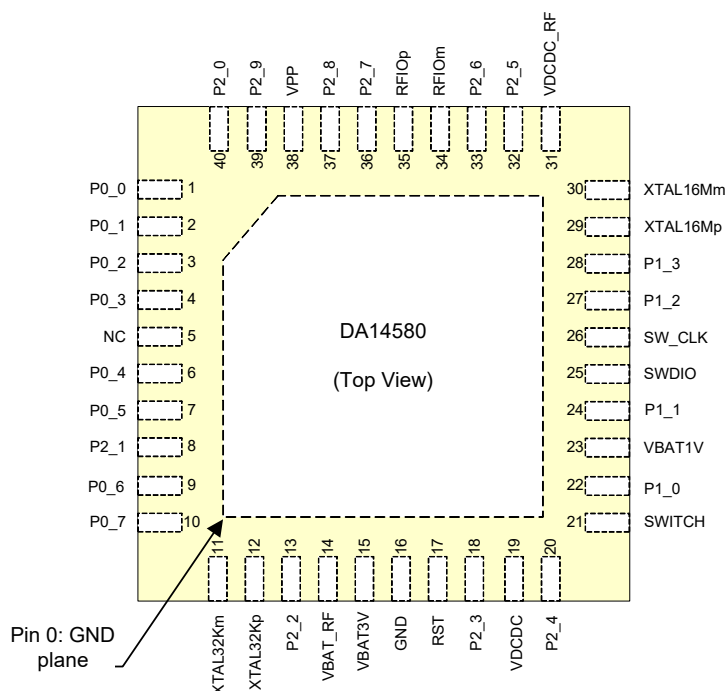 P2_0
P2_9
VPP
P2_8
P2_7
RFIOp
RFIOm
P2_6
P2_5
VDCDC_RF
40
39
38
37
36
35
34
33
32
31
P0_0 1
P0_1 2
P0_2 3
P0_3 4
NC 5
P0_4 6
P0_5 7
P2_1 8
P0_6 9
P0_7 10
DA14580
(Top View)
30 XTAL16Mm
29 XTAL16Mp
28 P1_3
27 P1_2
26 SW_CLK
25 SWDIO
24 P1_1
23 VBAT1V
22 P1_0
21 SWITCH
11
12
13
14
15
16
17
18
19
20
XTAL32Km
XTAL32Kp
P2_2
VBAT_RF
VBAT3V
GND
RST
P2_3
VDCDC
P2_4
Pin 0: GND
plane